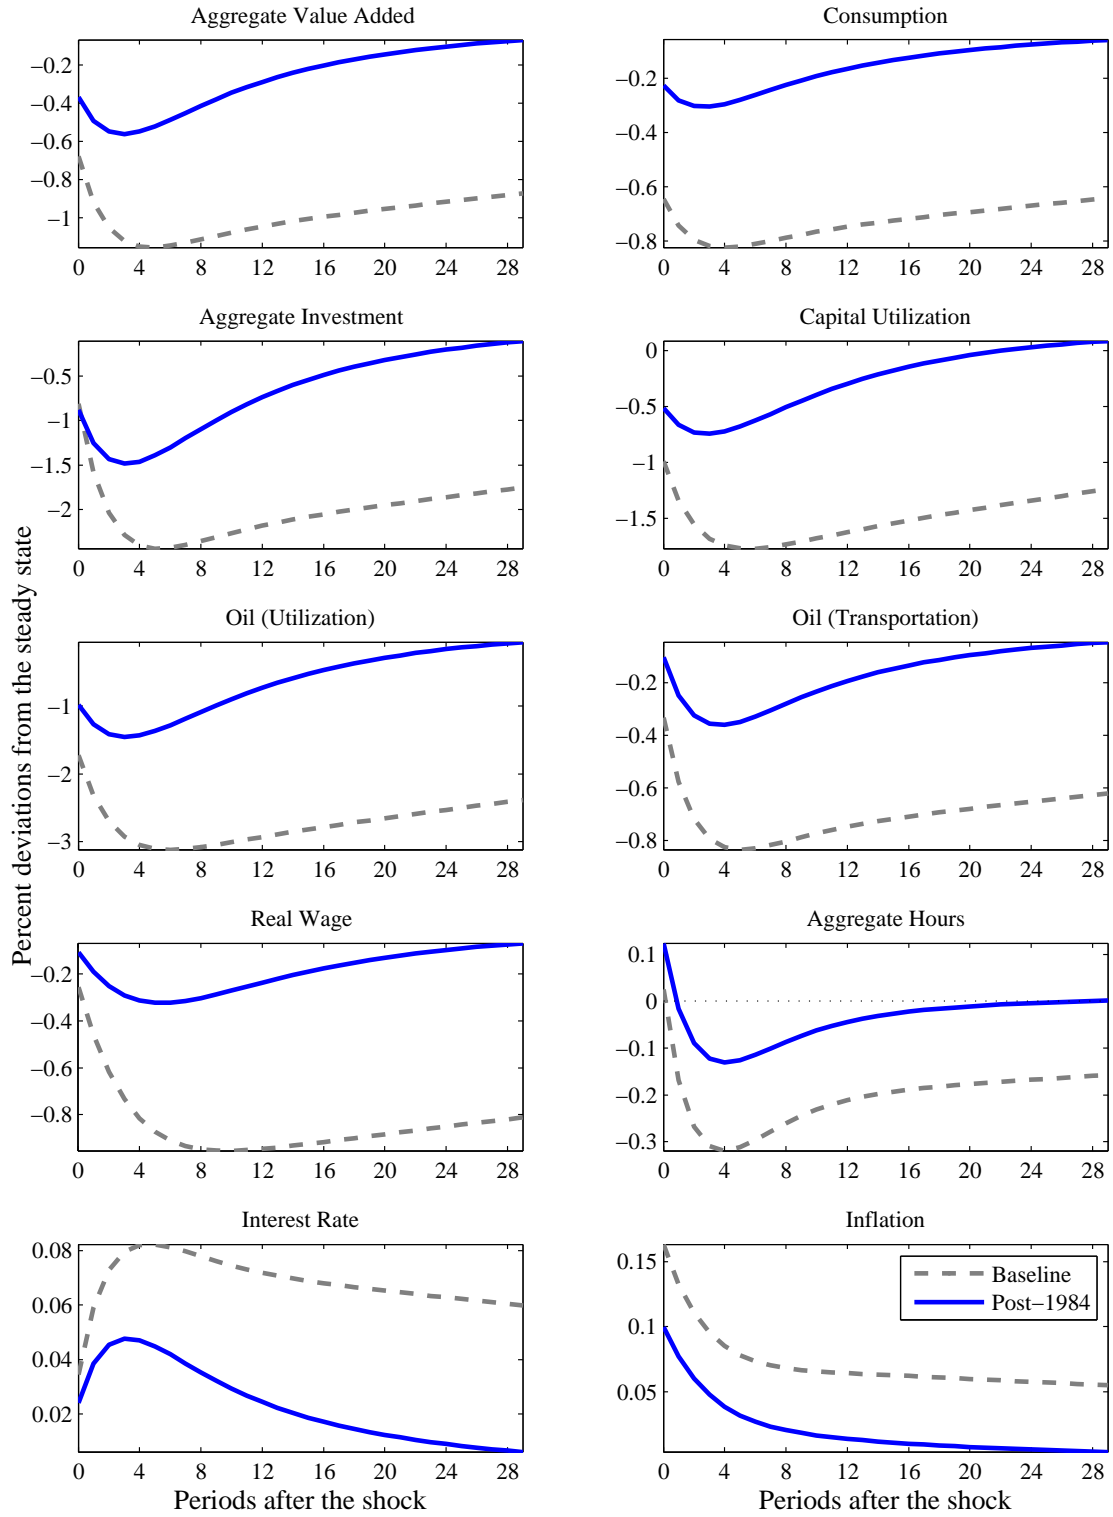 Aggregate Value Added
−0.2
−0.4
−0.6
−0.8
−1
0 4 8 12 16 20 24 28
Consumption
−0.2
−0.4
−0.6
−0.8
0 4 8 12 16 20 24 28
Aggregate Investment
−0.5
−1
−1.5
−2
0 4 8 12 16 20 24 28
Capital Utilization
0
−0.5
−1
−1.5
0 4 8 12 16 20 24 28
Percent deviations from the steady state
Oil (Utilization)
−1
−2
−3
0 4 8 12 16 20 24 28
Oil (Transportation)
−0.2
−0.4
−0.6
−0.8
0 4 8 12 16 20 24 28
Real Wage
−0.2
−0.4
−0.6
−0.8
0 4 8 12 16 20 24 28
Aggregate Hours
0.1
0
−0.1
−0.2
−0.3
0 4 8 12 16 20 24 28
Interest Rate
0.08
0.06
0.04
0.02
0 4 8 12 16 20 24 28
Periods after the shock
Inflation
0.15
0.1
0.05
Baseline
Post−1984
0 4 8 12 16 20 24 28
Periods after the shock